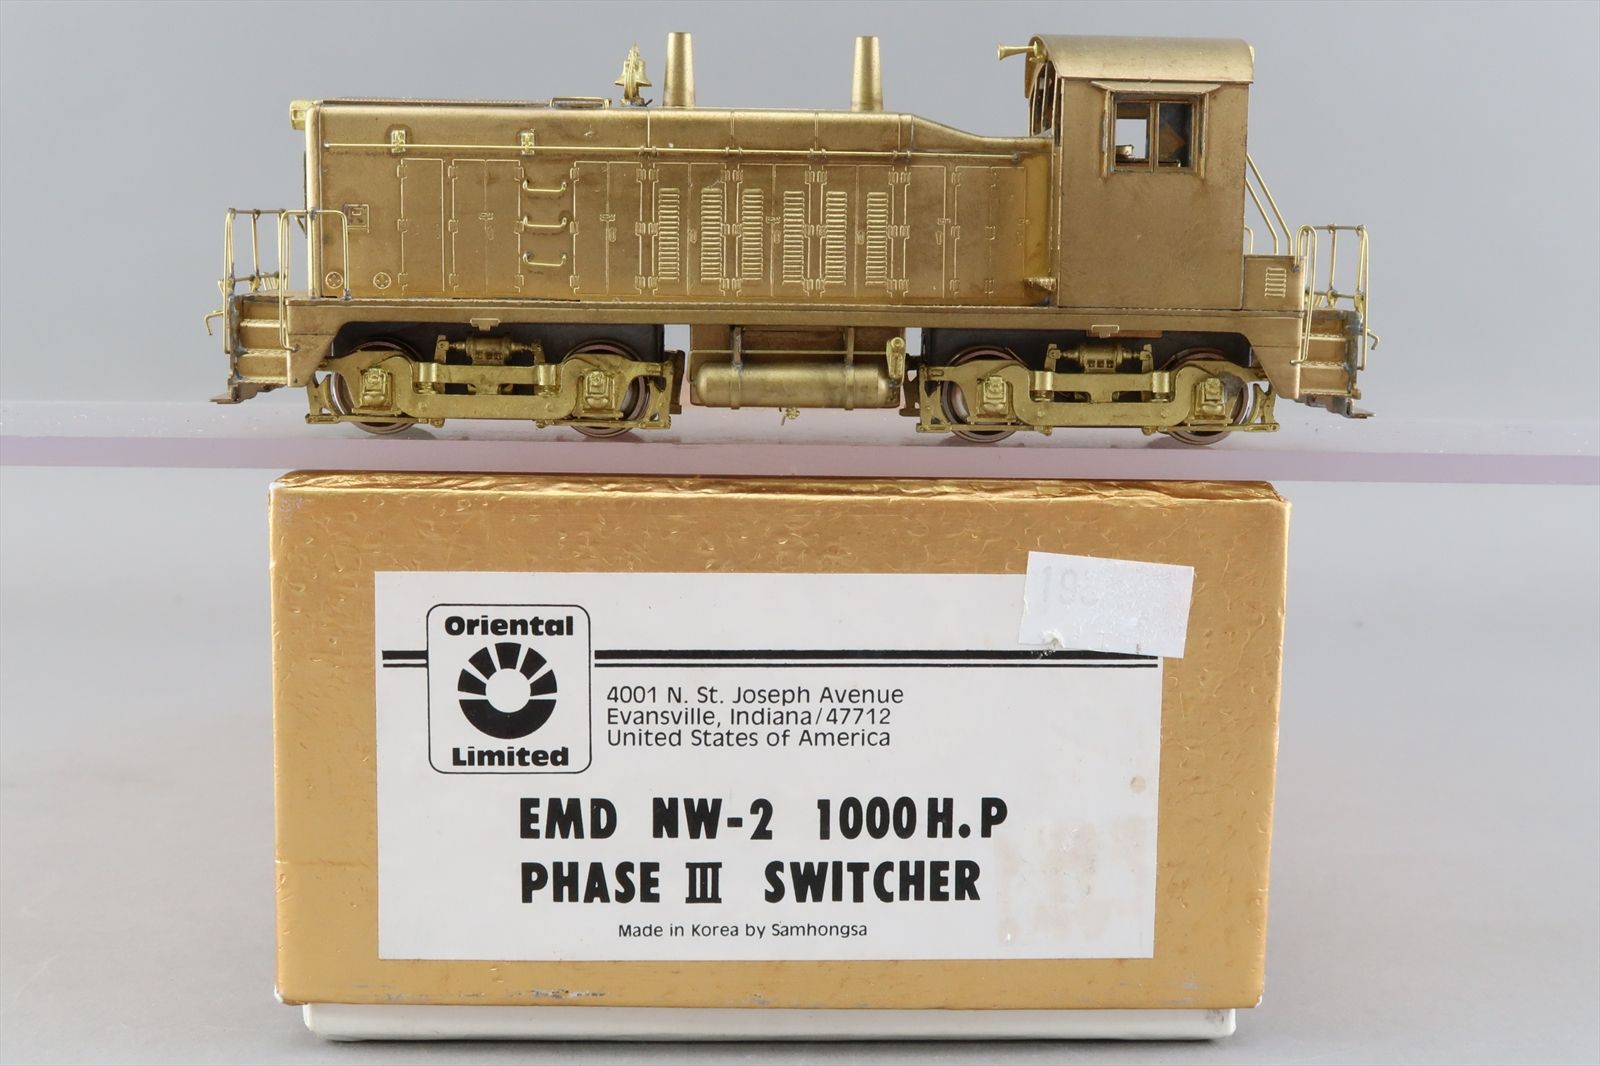 Oriental
Limited
4001 N. St. Joseph Avenue
Evansville, Indiana/47712
United States of America
EMD NW-2 1000 H.P
PHASE III SWITCHER
Made in Korea by Samhongsa